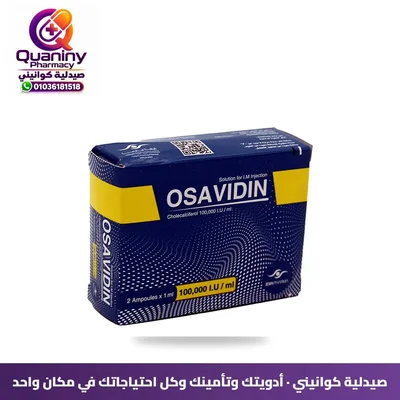 Quaniny
Pharmacy
صيدلية كوانيني
01036181518
Solution for I.M Injection
OSAVIDIN
Cholecalciferol 100,000 I.U / ml
OSAVIDIN
2 Ampoules x 1 ml
100,000 I.U / ml
صيدلية كوانيني - أدويتك وتأمينك وكل احتياجاتك في مكان واحد